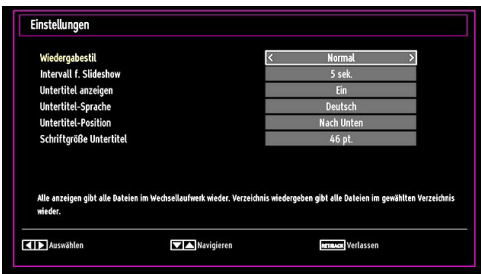 Einstellungen
Wiedergabestil < Normal >
Intervall f. Slideshow 5 sek.
Untertitel anzeigen Ein
Untertitel-Sprache Deutsch
Untertitel-Position Nach Unten
Schriftgröße Untertitel 46 pt.
Alle anzeigen gibt alle Dateien im Wechsellaufwerk wieder. Verzeichnis wiedergeben gibt alle Dateien im gewählten Verzeichnis
wieder.
Auswählen Navigieren RET/BACK Verlassen